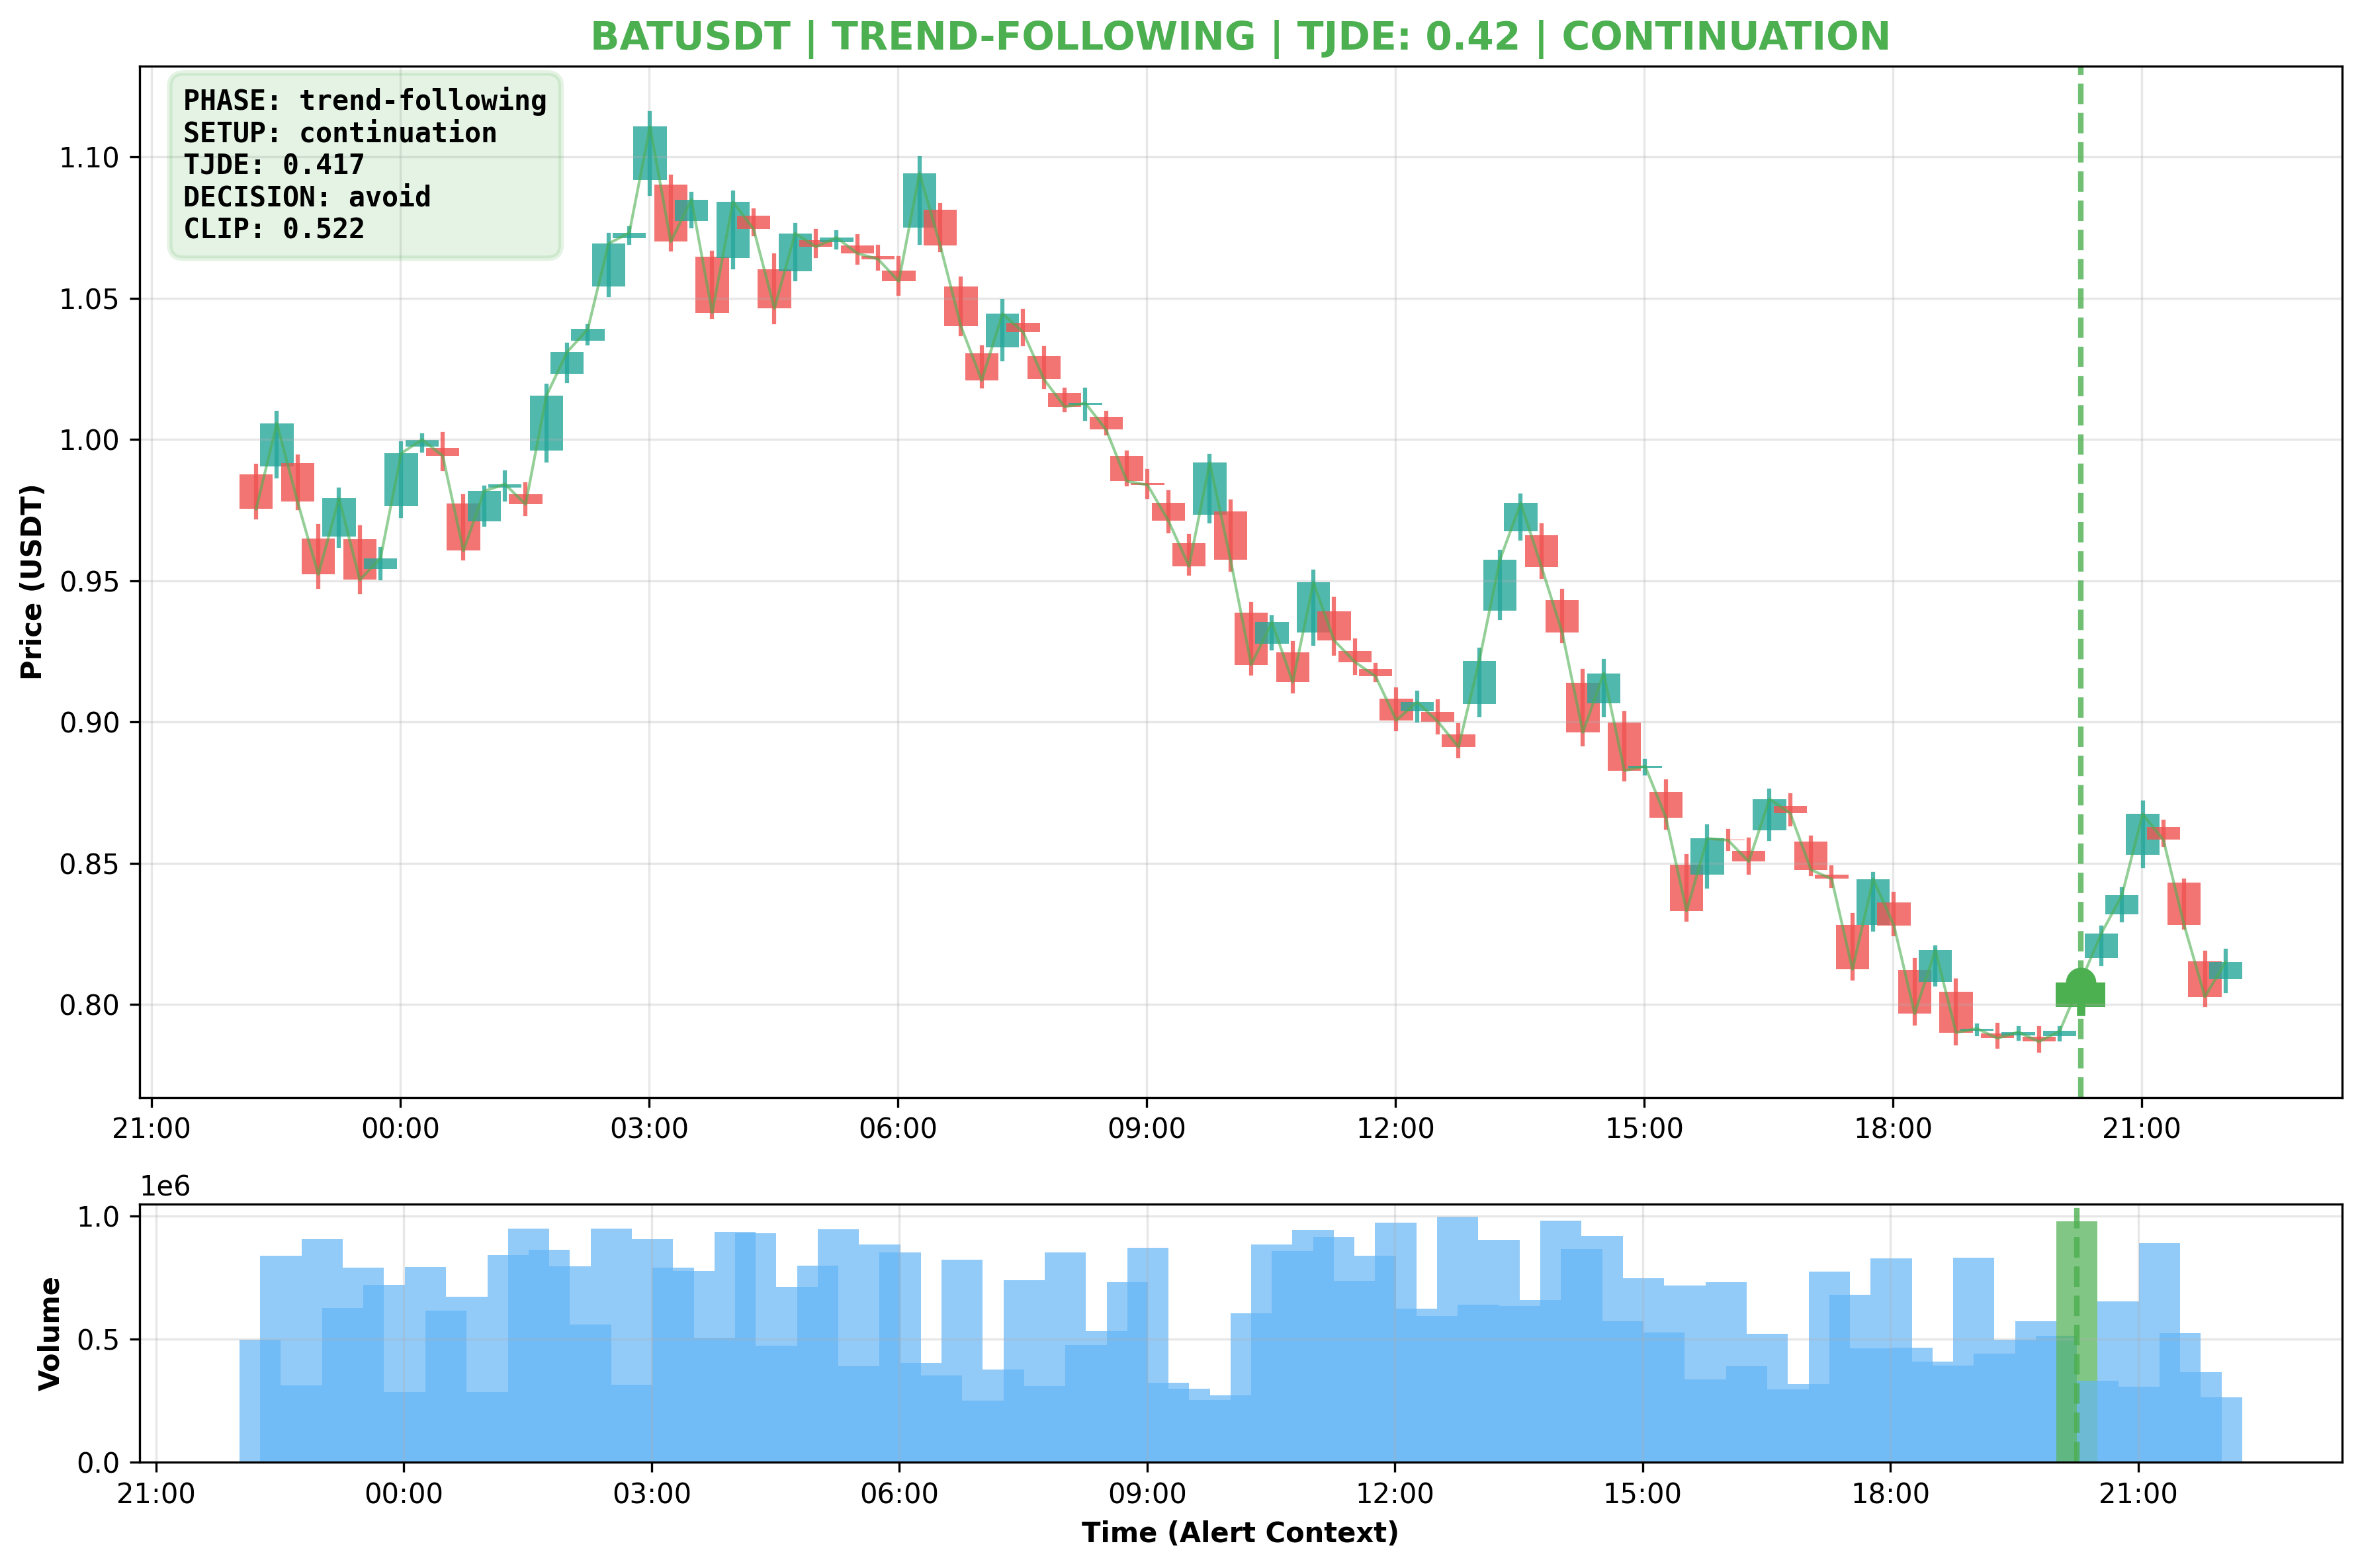 BATUSDT | TREND-FOLLOWING | TJDE: 0.42 | CONTINUATION
PHASE: trend-following
SETUP: continuation
TJDE: 0.417
DECISION: avoid
CLIP: 0.522
Price (USDT)
1.10
1.05
1.00
0.95
0.90
0.85
0.80
21:00 00:00 03:00 06:00 09:00 12:00 15:00 18:00 21:00
1e6
Volume
1.0
0.5
0.0
21:00 00:00 03:00 06:00 09:00 12:00 15:00 18:00 21:00
Time (Alert Context)